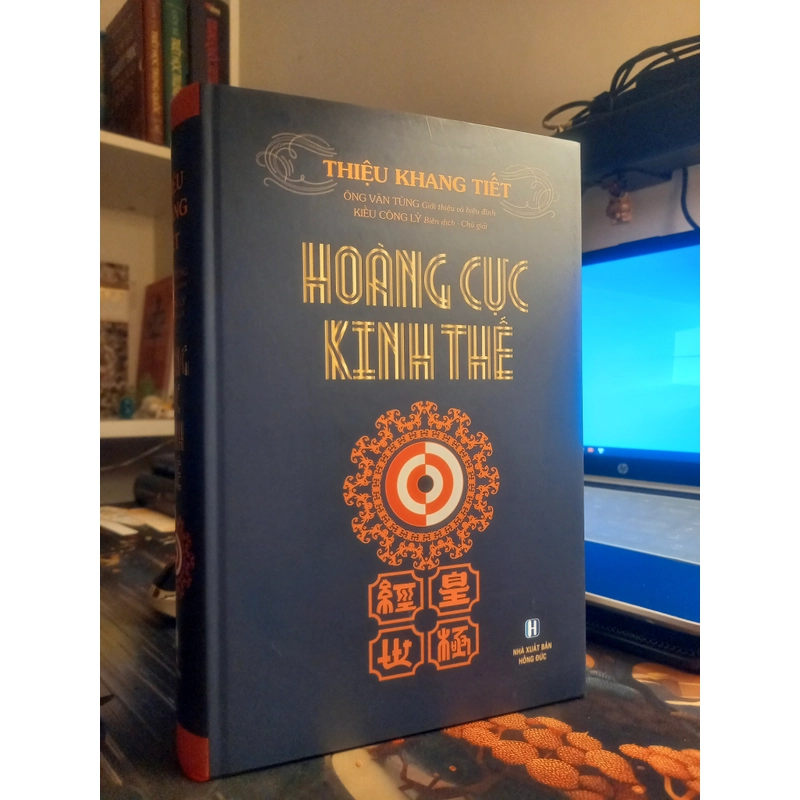 THIỆU KHANG TIẾT
ÔNG VĂN TÙNG Giới thiệu và hiệu đính
KIỀU CÔNG LÝ Biên dịch - Chú giải
HOÀNG CỰC
KINH THẾ
經 皇
世 極
H
NHÀ XUẤT BẢN
HỒNG ĐỨC
hp